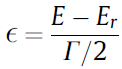 ϵ = (E − E_r) / (Γ/2)